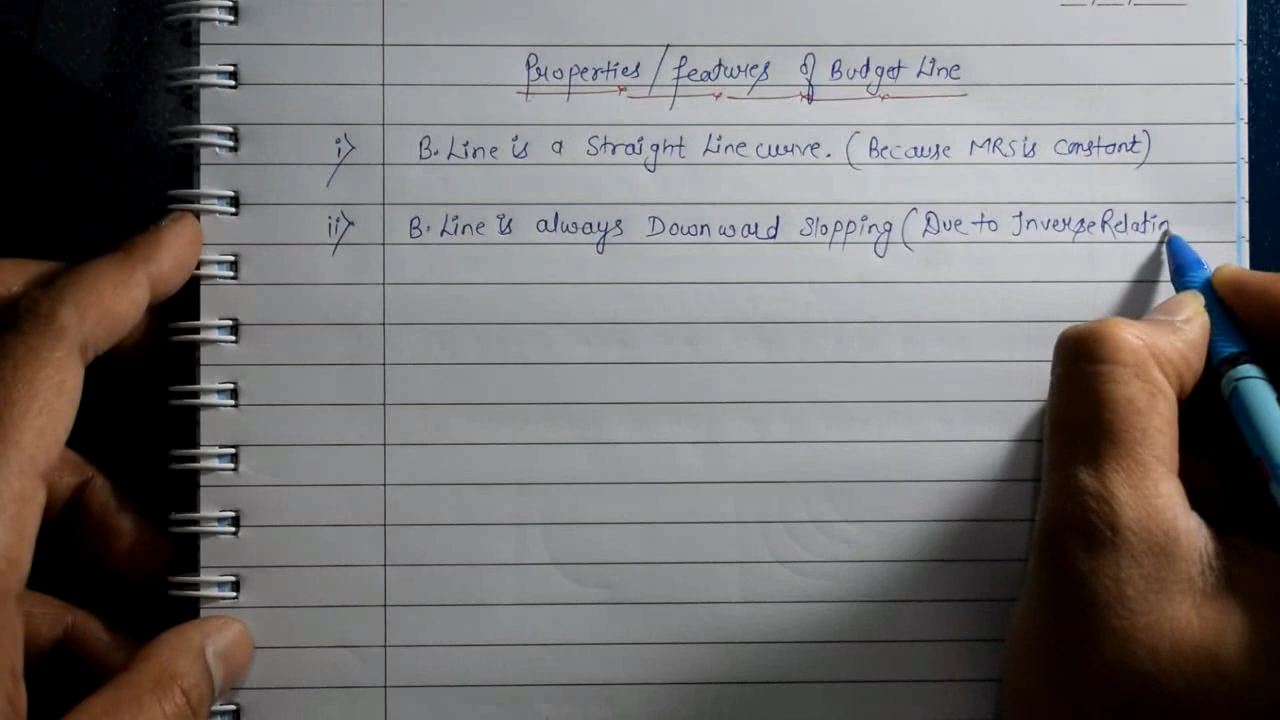 Properties / features of Budget Line
i) B. Line is a Straight Line curve. (Because MRS is constant)
ii) B. Line is always Downward Slopping (Due to Inverse Relatin